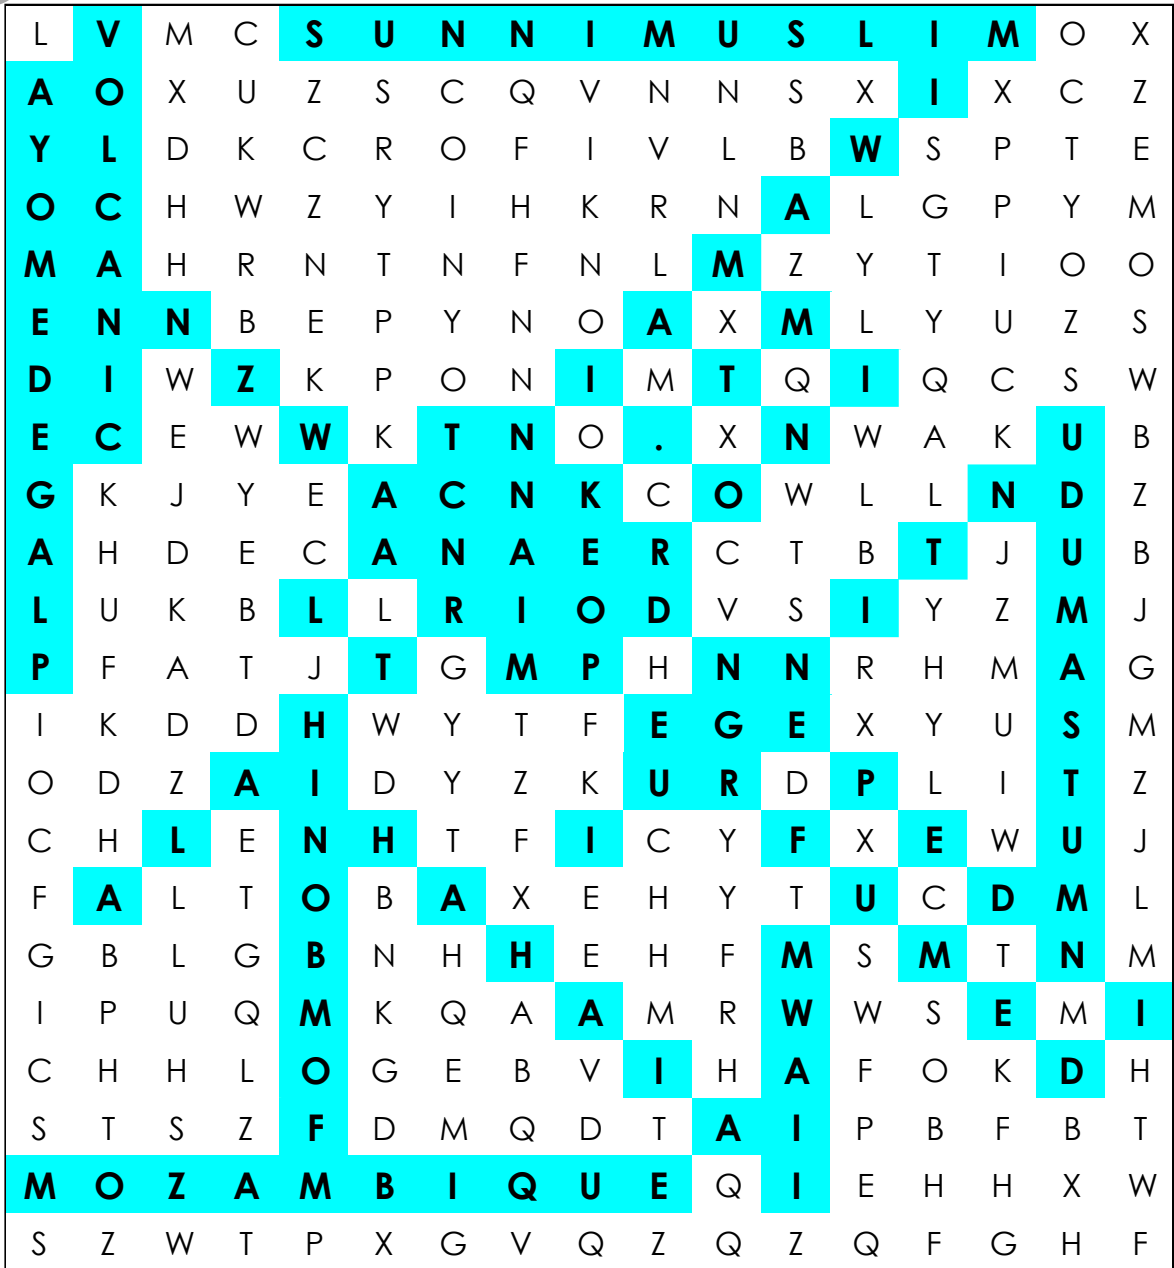 L V M C S U N N I M U S L I M O X
A O X U Z S C Q V N N S X I X C Z
Y L D K C R O F I V L B W S P T E
O C H W Z Y I H K R N A L G P Y M
M A H R N T N F N L M Z Y T I O O
E N N B E P Y N O A X M L Y U Z S
D I W Z K P O N I M T Q I Q C S W
E C E W W K T N O . X N W A K U B
G K J Y E A C N K C O W L L N D Z
A H D E C A N A E R C T B T J U B
L U K B L L R I O D V S I Y Z M J
P F A T J T G M P H N N R H M A G
I K D D H W Y T F E G E X Y U S M
O D Z A I D Y Z K U R D P L I T Z
C H L E N H T F I C Y F X E W U J
F A L T O B A X E H Y T U C D M L
G B L G B N H H E H F M S M T N M
I P U Q M K Q A A M R W W S E M I
C H H L O G E B V I H A F O K D H
S T S Z F D M Q D T A I P B F B T
M O Z A M B I Q U E Q I E H H X W
S Z W T P X G V Q Z Q Z Q F G H F